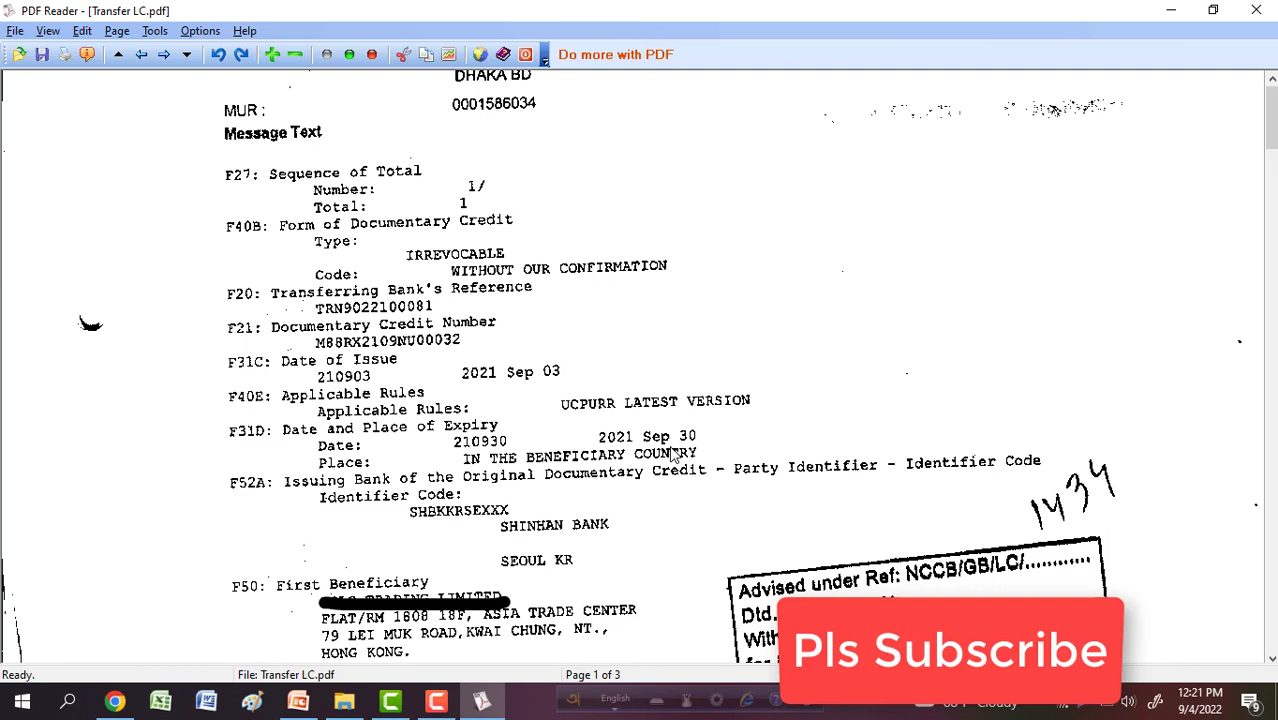 PDF Reader - [Transfer LC.pdf]
File View Edit Page Tools Options Help
Do more with PDF
DHAKA BD
MUR : 0001586034
Message Text
F27: Sequence of Total
Number: 1/
Total: 1
F40B: Form of Documentary Credit
Type:
IRREVOCABLE
Code: WITHOUT OUR CONFIRMATION
F20: Transferring Bank's Reference
TRN9022100081
F21: Documentary Credit Number
M88RX2109NU00032
F31C: Date of Issue
210903 2021 Sep 03
F40E: Applicable Rules
Applicable Rules: UCPURR LATEST VERSION
F31D: Date and Place of Expiry
Date: 210930 2021 Sep 30
Place: IN THE BENEFICIARY COUNTRY
F52A: Issuing Bank of the Original Documentary Credit - Party Identifier - Identifier Code
Identifier Code:
SHBKKRSEXXX
SHINHAN BANK
SEOUL KR
1434
F50: First Beneficiary
TRADING LIMITED
FLAT/RM 1608 18F, ASIA TRADE CENTER
79 LEI MUK ROAD,KWAI CHUNG, NT.,
HONG KONG.
Advised under Ref: NCCB/GB/LC/............
Dtd.
With
Pls Subscribe
Ready. File: Transfer LC.pdf Page 1 of 3
English
Cloudy
12:21 PM
9/4/2022
9